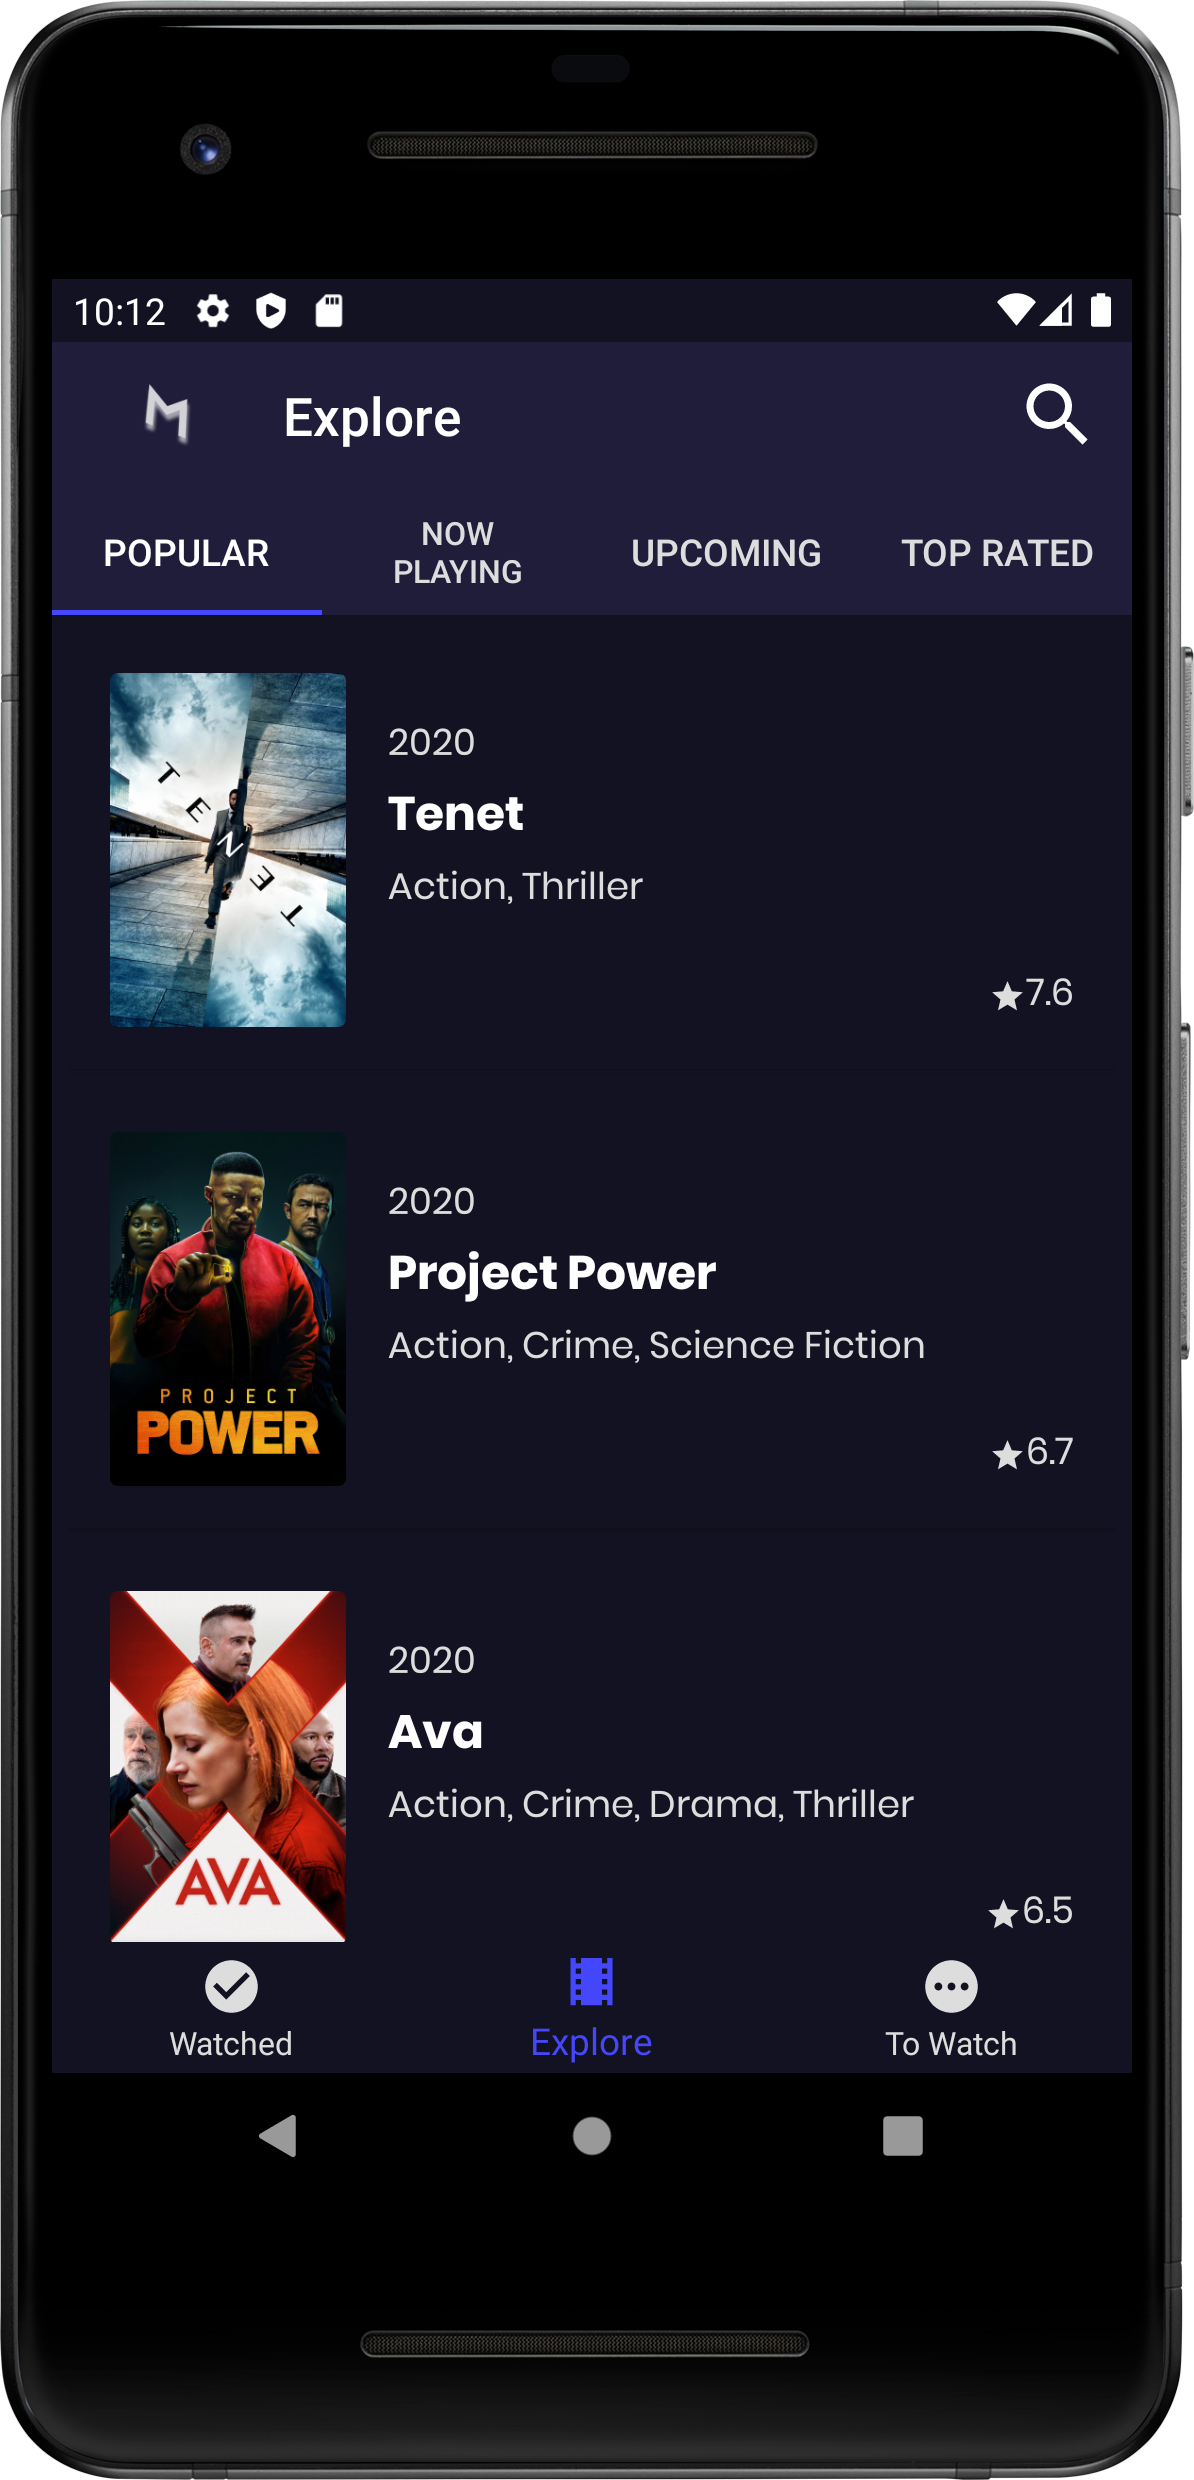 10:12
Explore
POPULAR
NOW
PLAYING
UPCOMING
TOP RATED
TENET
2020
Tenet
Action, Thriller
7.6
PROJECT
POWER
2020
Project Power
Action, Crime, Science Fiction
6.7
AVA
2020
Ava
Action, Crime, Drama, Thriller
6.5
Watched
Explore
To Watch